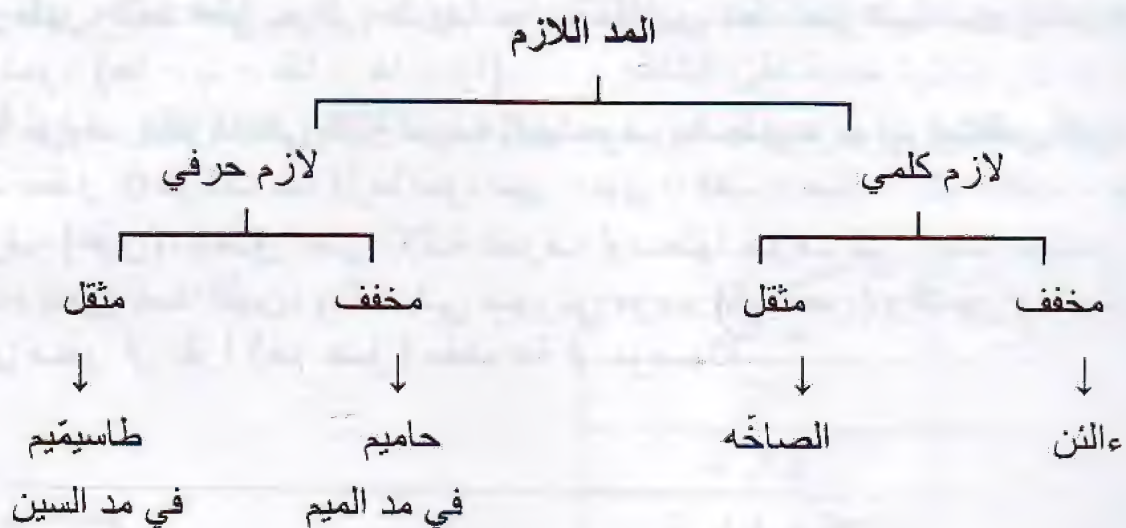 المد اللازم
لازم كلمي لازم حرفي
مخفف مثقل مخفف مثقل
↓ ↓ ↓ ↓
ءالئن الصاخّه حاميم طاسيمّيم
في مد الميم في مد السين